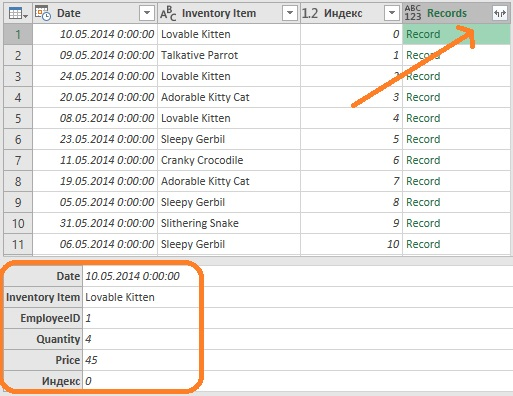 Date ABC Inventory Item 1.2 Индекс ABC 123 Records
1 10.05.2014 0:00:00 Lovable Kitten 0 Record
2 09.05.2014 0:00:00 Talkative Parrot 1 Record
3 24.05.2014 0:00:00 Lovable Kitten 2 Record
4 20.05.2014 0:00:00 Adorable Kitty Cat 3 Record
5 08.05.2014 0:00:00 Lovable Kitten 4 Record
6 23.05.2014 0:00:00 Sleepy Gerbil 5 Record
7 11.05.2014 0:00:00 Cranky Crocodile 6 Record
8 19.05.2014 0:00:00 Adorable Kitty Cat 7 Record
9 05.05.2014 0:00:00 Sleepy Gerbil 8 Record
10 31.05.2014 0:00:00 Slithering Snake 9 Record
11 06.05.2014 0:00:00 Sleepy Gerbil 10 Record
Date 10.05.2014 0:00:00
Inventory Item Lovable Kitten
EmployeeID 1
Quantity 4
Price 45
Индекс 0